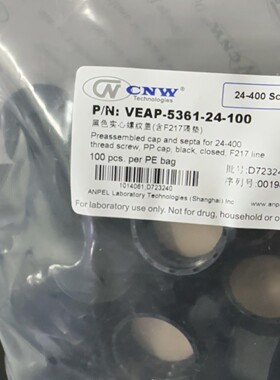 CNW
Technologies
24-400 Sc
P/N: VEAP-5361-24-100
黑色实心螺纹盖(含F217薄垫)
Preassembled cap and septa for 24-400
thread screw, PP cap, black, closed, F217 line
100 pcs. per PE bag
批号:D72324
序列号:0019
1014061,D723240
ANPEL Laboratory Technologies (Shanghai) Inc.
For laboratory use only. Not for drug, household or o